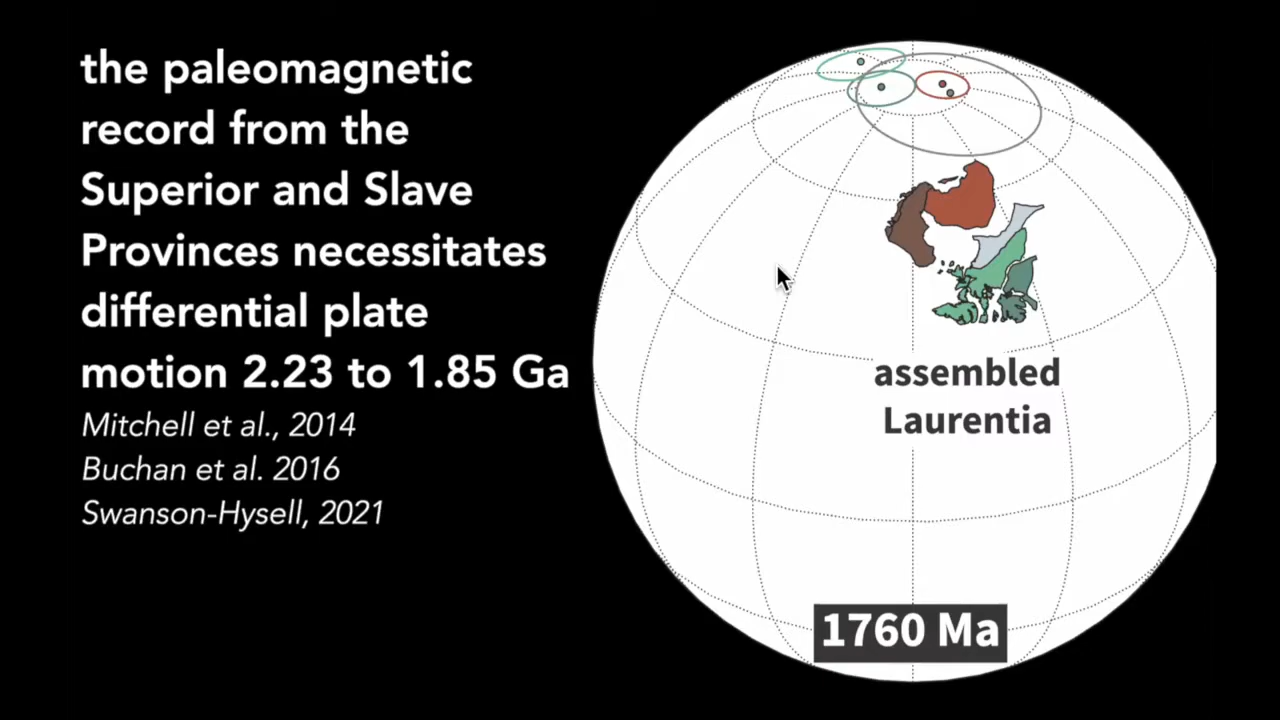 the paleomagnetic
record from the
Superior and Slave
Provinces necessitates
differential plate
motion 2.23 to 1.85 Ga
Mitchell et al., 2014
Buchan et al. 2016
Swanson-Hysell, 2021
assembled
Laurentia
1760 Ma